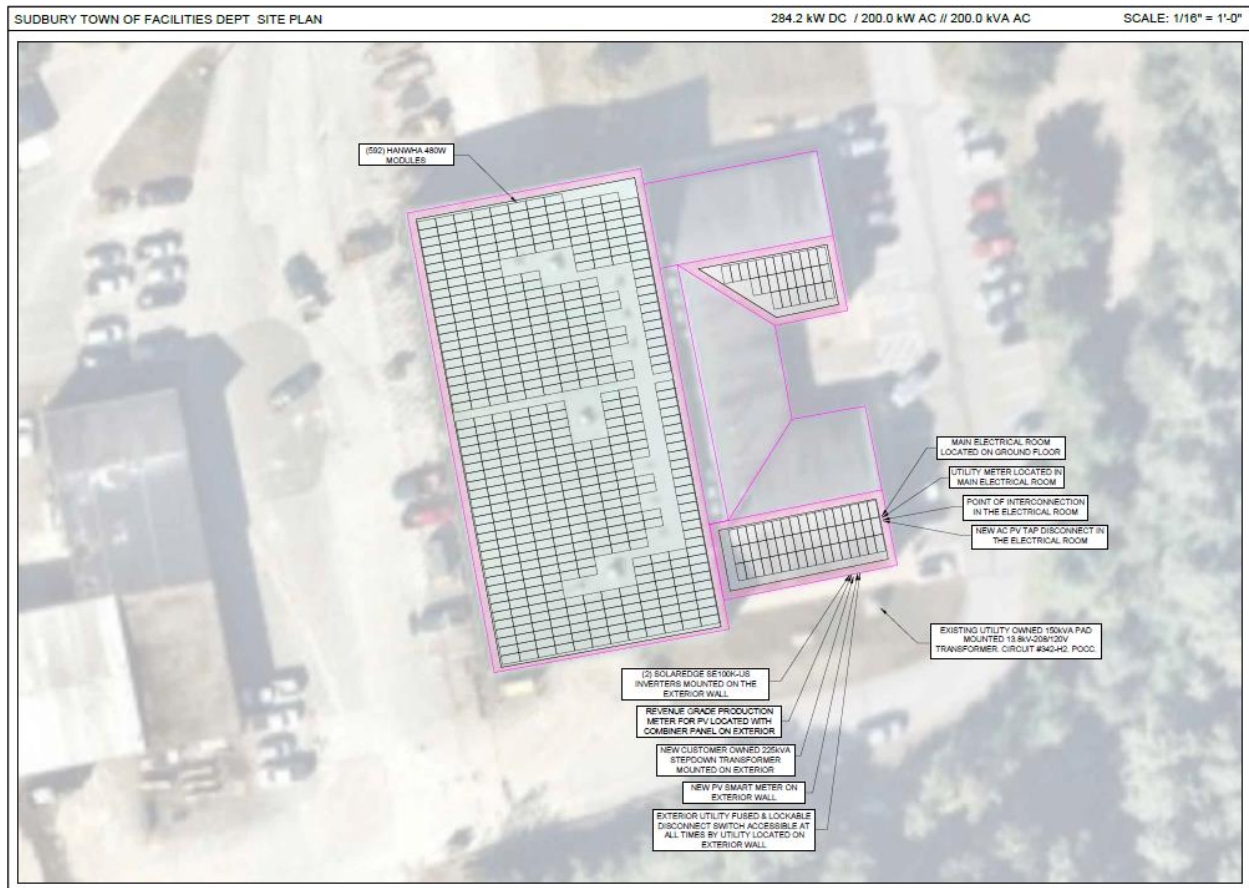 SUDBURY TOWN OF FACILITIES DEPT SITE PLAN
284.2 kW DC / 200.0 kW AC // 200.0 kVA AC
SCALE: 1/16" = 1'-0"
(592) HANWHA 480W
MODULES
MAIN ELECTRICAL ROOM
LOCATED ON GROUND FLOOR
UTILITY METER LOCATED IN
MAIN ELECTRICAL ROOM
POINT OF INTERCONNECTION
IN THE ELECTRICAL ROOM
NEW AC PV TAP DISCONNECT IN
THE ELECTRICAL ROOM
EXISTING UTILITY OWNED 150kVA PAD
MOUNTED 13.8kV-208/120V
TRANSFORMER. CIRCUIT #342-H2. POCC.
(2) SOLAREDGE SE100K-US
INVERTERS MOUNTED ON THE
EXTERIOR WALL
REVENUE GRADE PRODUCTION
METER FOR PV LOCATED WITH
COMBINER PANEL ON EXTERIOR
NEW CUSTOMER OWNED 225kVA
STEPDOWN TRANSFORMER
MOUNTED ON EXTERIOR
NEW PV SMART METER ON
EXTERIOR WALL
EXTERIOR UTILITY FUSED & LOCKABLE
DISCONNECT SWITCH ACCESSIBLE AT
ALL TIMES BY UTILITY LOCATED ON
EXTERIOR WALL